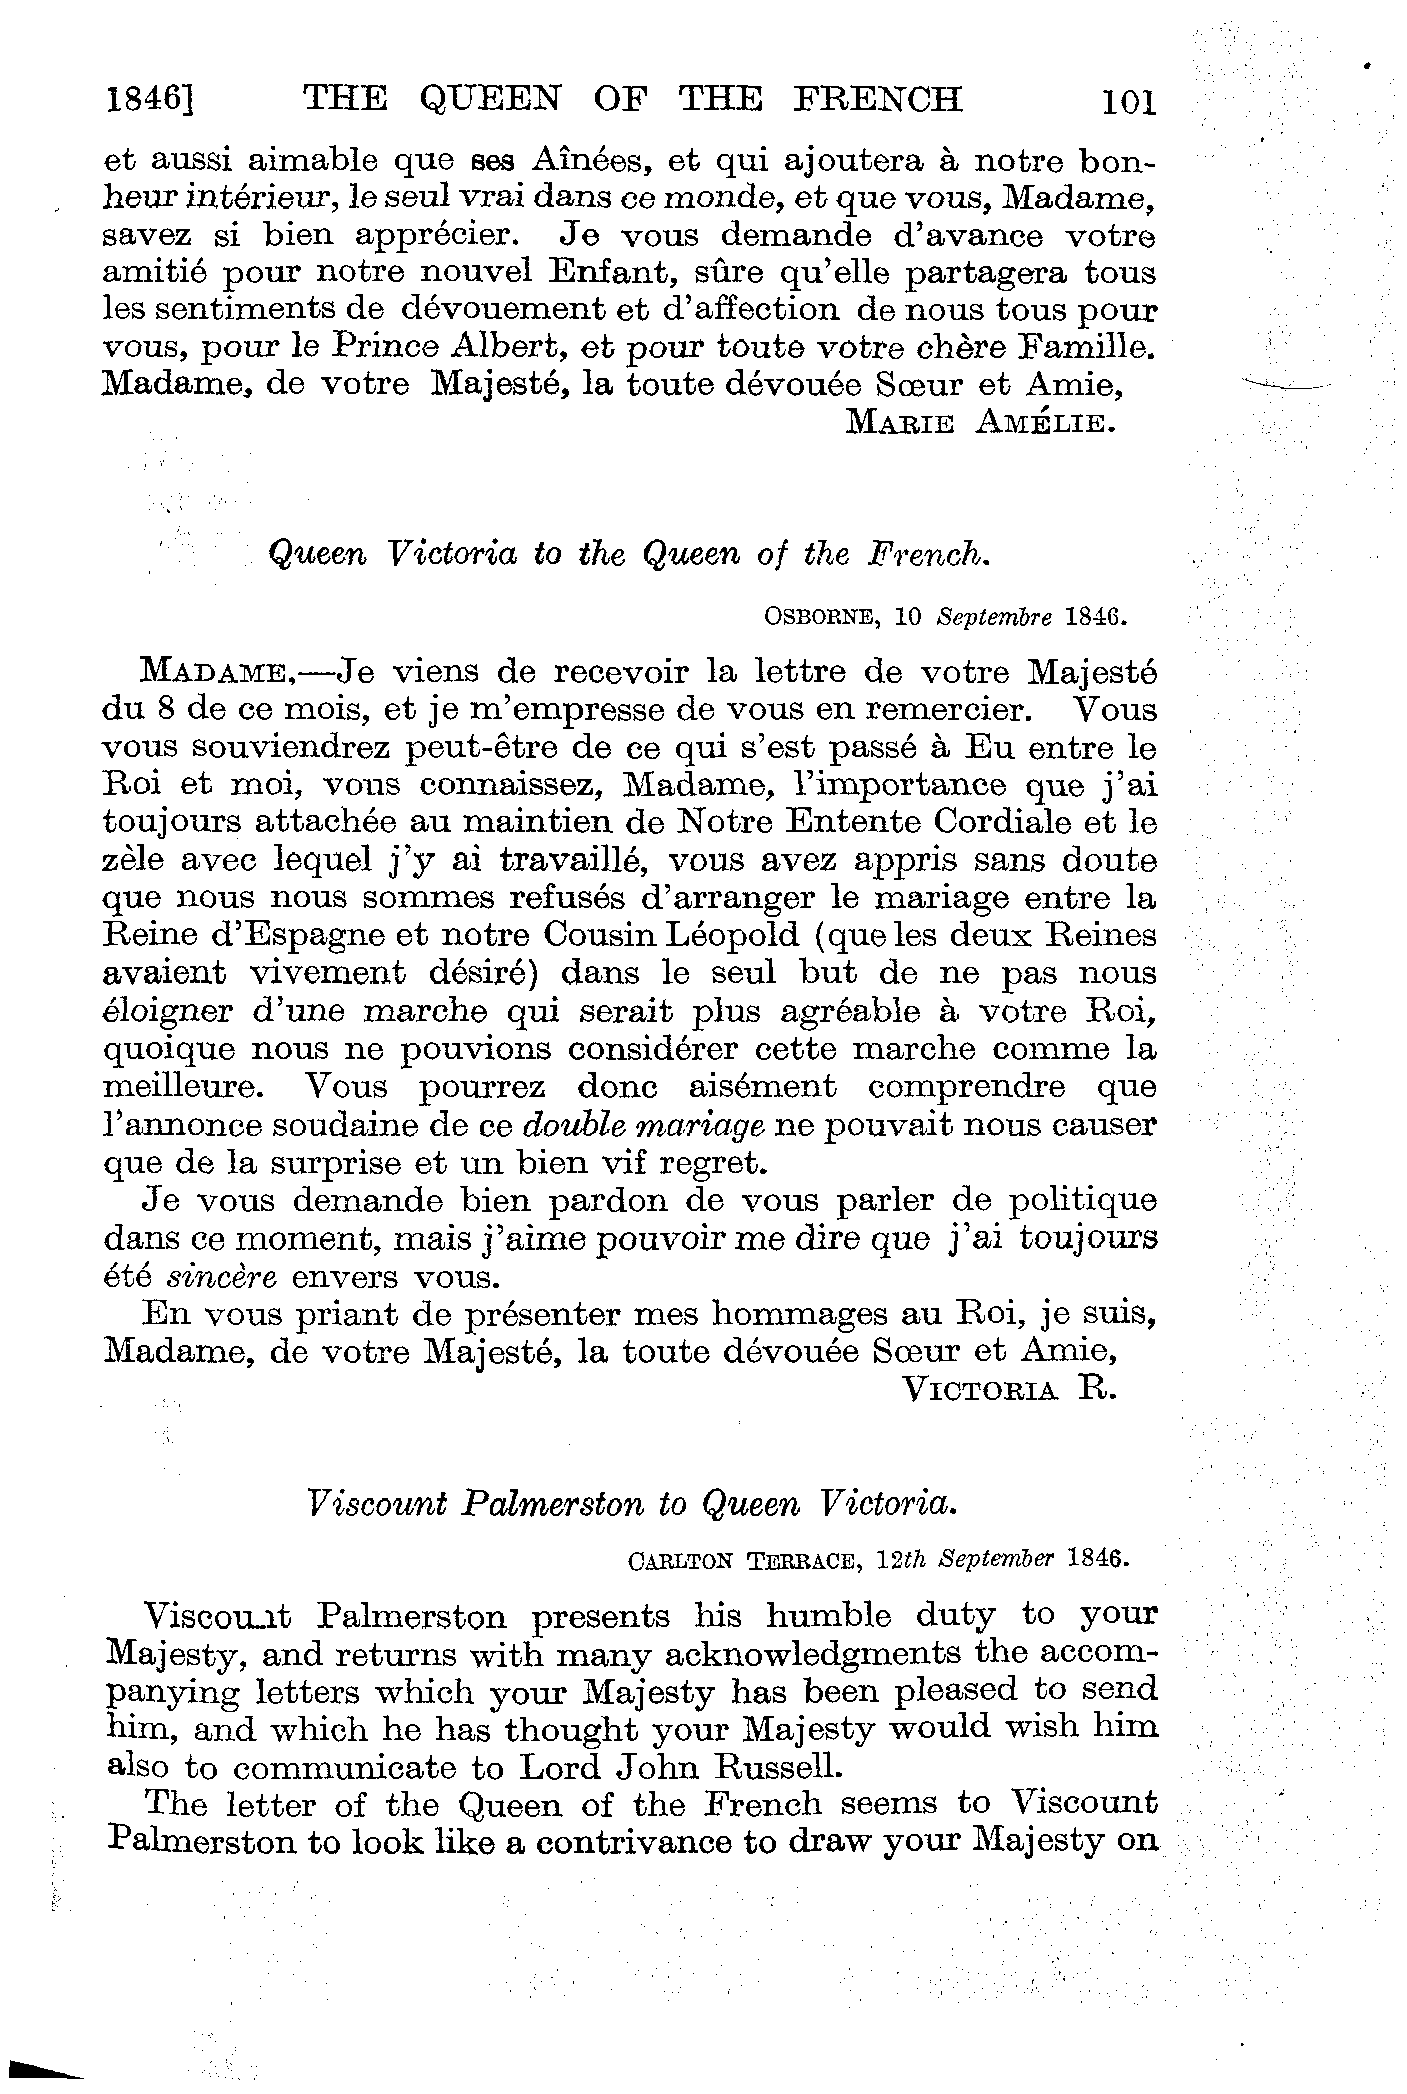 1846] THE QUEEN OF THE FRENCH 101
et aussi aimable que ses Aînées, et qui ajoutera à notre bon-
heur intérieur, le seul vrai dans ce monde, et que vous, Madame,
savez si bien apprécier. Je vous demande d'avance votre
amitié pour notre nouvel Enfant, sûre qu'elle partagera tous
les sentiments de dévouement et d'affection de nous tous pour
vous, pour le Prince Albert, et pour toute votre chère Famille.
Madame, de votre Majesté, la toute dévouée Sœur et Amie,
MARIE AMÉLIE.
Queen Victoria to the Queen of the French.
OSBORNE, 10 Septembre 1846.
MADAME,—Je viens de recevoir la lettre de votre Majesté
du 8 de ce mois, et je m'empresse de vous en remercier. Vous
vous souviendrez peut-être de ce qui s'est passé à Eu entre le
Roi et moi, vous connaissez, Madame, l'importance que j'ai
toujours attachée au maintien de Notre Entente Cordiale et le
zèle avec lequel j'y ai travaillé, vous avez appris sans doute
que nous nous sommes refusés d'arranger le mariage entre la
Reine d'Espagne et notre Cousin Léopold (que les deux Reines
avaient vivement désiré) dans le seul but de ne pas nous
éloigner d'une marche qui serait plus agréable à votre Roi,
quoique nous ne pouvions considérer cette marche comme la
meilleure. Vous pourrez donc aisément comprendre que
l'annonce soudaine de ce double mariage ne pouvait nous causer
que de la surprise et un bien vif regret.
Je vous demande bien pardon de vous parler de politique
dans ce moment, mais j'aime pouvoir me dire que j'ai toujours
été sincère envers vous.
En vous priant de présenter mes hommages au Roi, je suis,
Madame, de votre Majesté, la toute dévouée Sœur et Amie,
VICTORIA R.
Viscount Palmerston to Queen Victoria.
CARLTON TERRACE, 12th September 1846.
Viscount Palmerston presents his humble duty to your
Majesty, and returns with many acknowledgments the accom-
panying letters which your Majesty has been pleased to send
him, and which he has thought your Majesty would wish him
also to communicate to Lord John Russell.
The letter of the Queen of the French seems to Viscount
Palmerston to look like a contrivance to draw your Majesty on